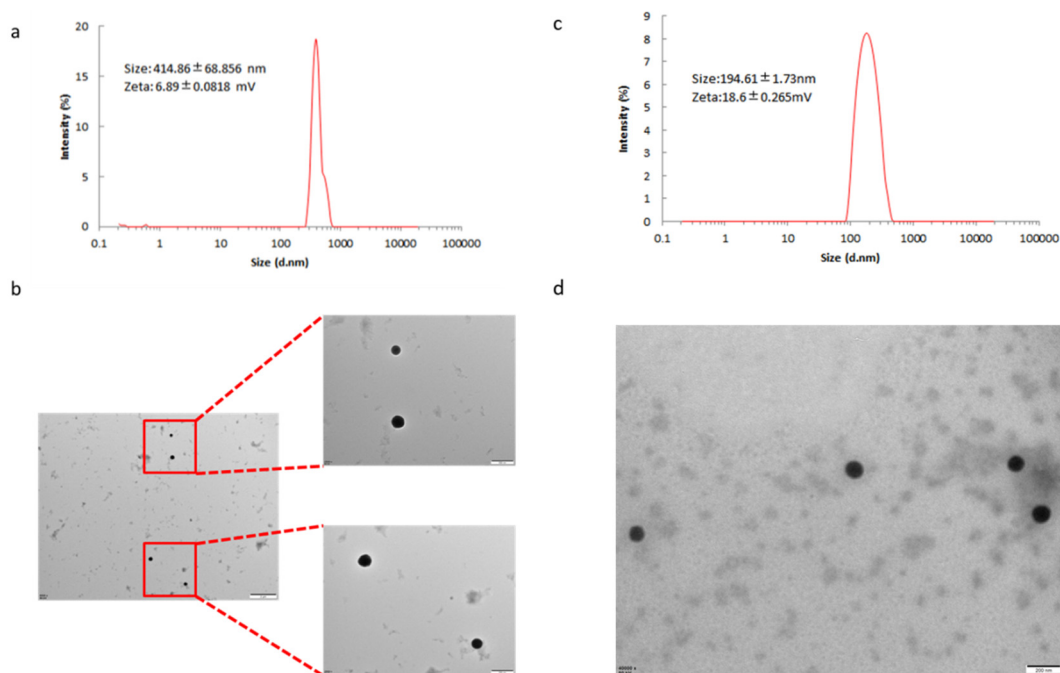 a
20
15
10
5
0
Intensity (%)
Size:414.86±68.856 nm
Zeta:6.89±0.0818 mV
0.1 1 10 100 1000 10000 100000
Size (d.nm)
c
9
8
7
6
5
4
3
2
1
0
Intensity (%)
Size:194.61±1.73nm
Zeta:18.6±0.265mV
0.1 1 10 100 1000 10000 100000
Size (d.nm)
b
d
200 nm